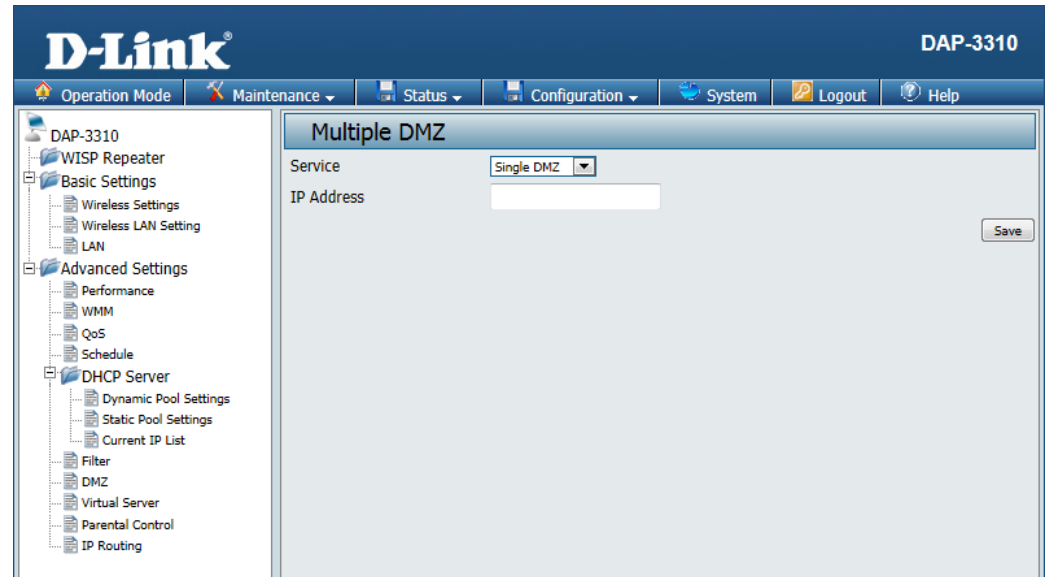 D-Link®
DAP-3310
Operation Mode Maintenance Status Configuration System Logout Help
DAP-3310
WISP Repeater
Basic Settings
Wireless Settings
Wireless LAN Setting
LAN
Advanced Settings
Performance
WMM
QoS
Schedule
DHCP Server
Dynamic Pool Settings
Static Pool Settings
Current IP List
Filter
DMZ
Virtual Server
Parental Control
IP Routing
Multiple DMZ
Service Single DMZ
IP Address
Save